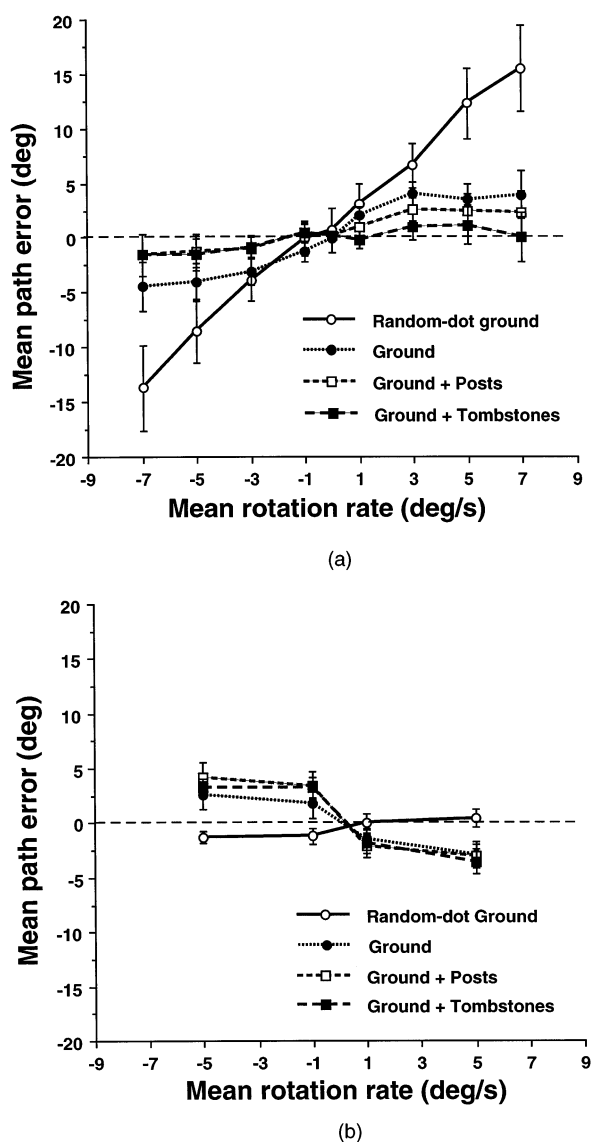 20
15
10
5
0
-5
-10
-15
-20
Mean path error (deg)
Random-dot ground
Ground
Ground + Posts
Ground + Tombstones
-9 -7 -5 -3 -1 1 3 5 7 9
Mean rotation rate (deg/s)
(a)
20
15
10
5
0
-5
-10
-15
-20
Mean path error (deg)
Random-dot Ground
Ground
Ground + Posts
Ground + Tombstones
-9 -7 -5 -3 -1 1 3 5 7 9
Mean rotation rate (deg/s)
(b)